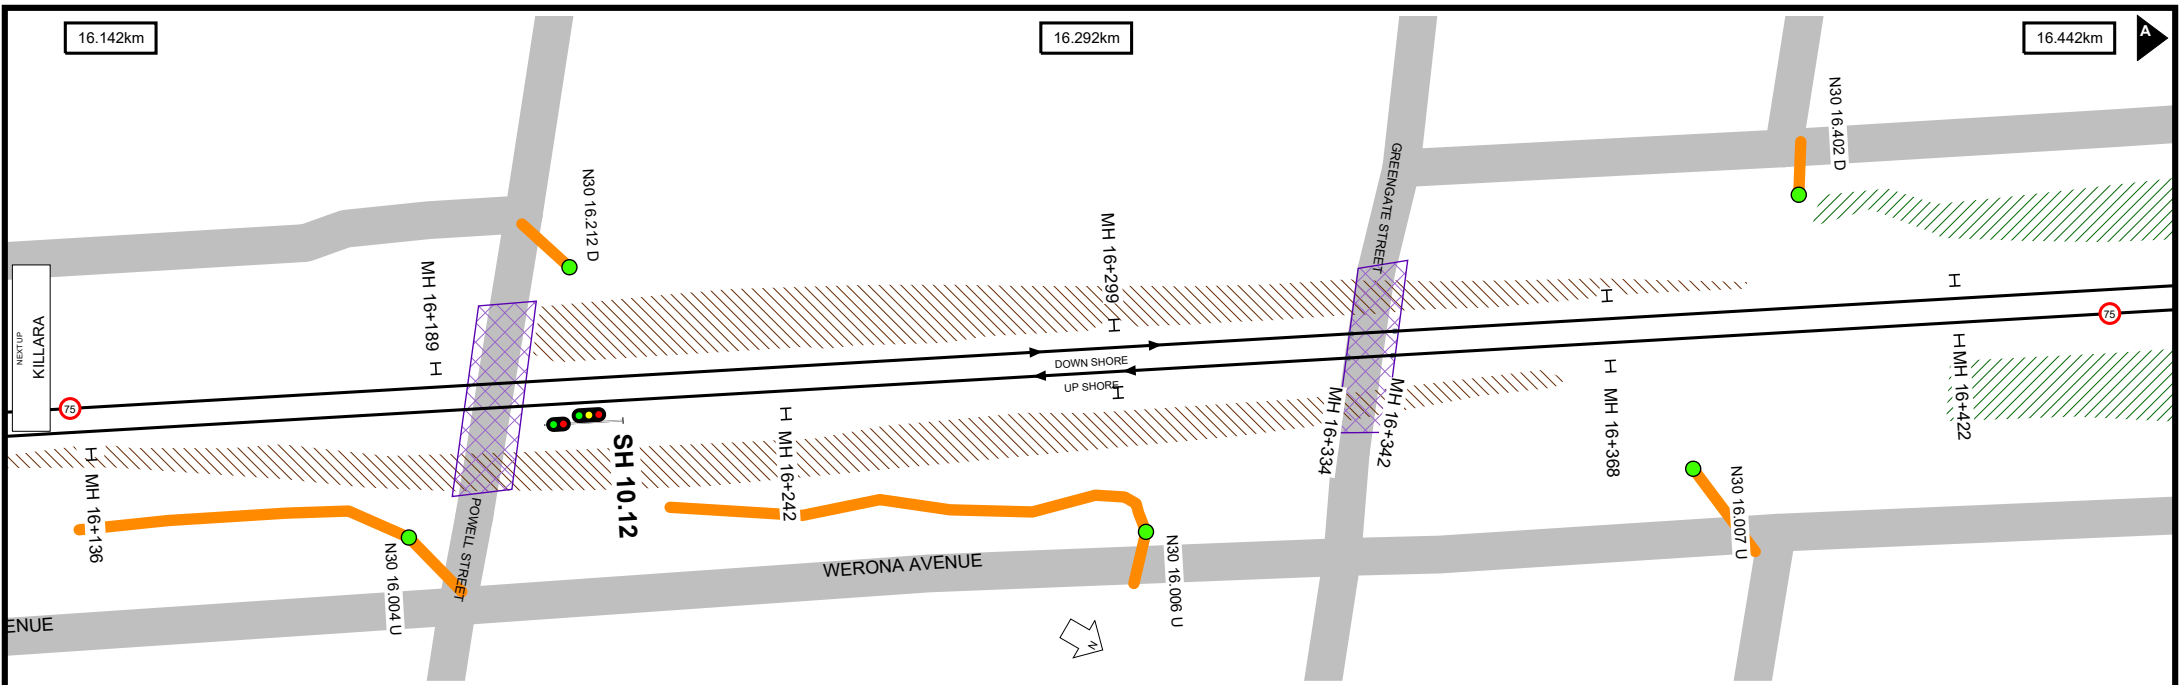 16.142km
16.292km
16.442km
A
N30 16.402 D
N30 16.212 D
GREENGATE STREET
MH 16+299
MH 16+189
NEXT UP
KILLARA
75
75
DOWN SHORE
UP SHORE
MH 16+422
MH 16+334
MH 16+342
MH 16+368
MH 16+242
SH 10.12
MH 16+136
POWELL STREET
N30 16.004 U
N30 16.006 U
N30 16.007 U
WERONA AVENUE
ENUE
N